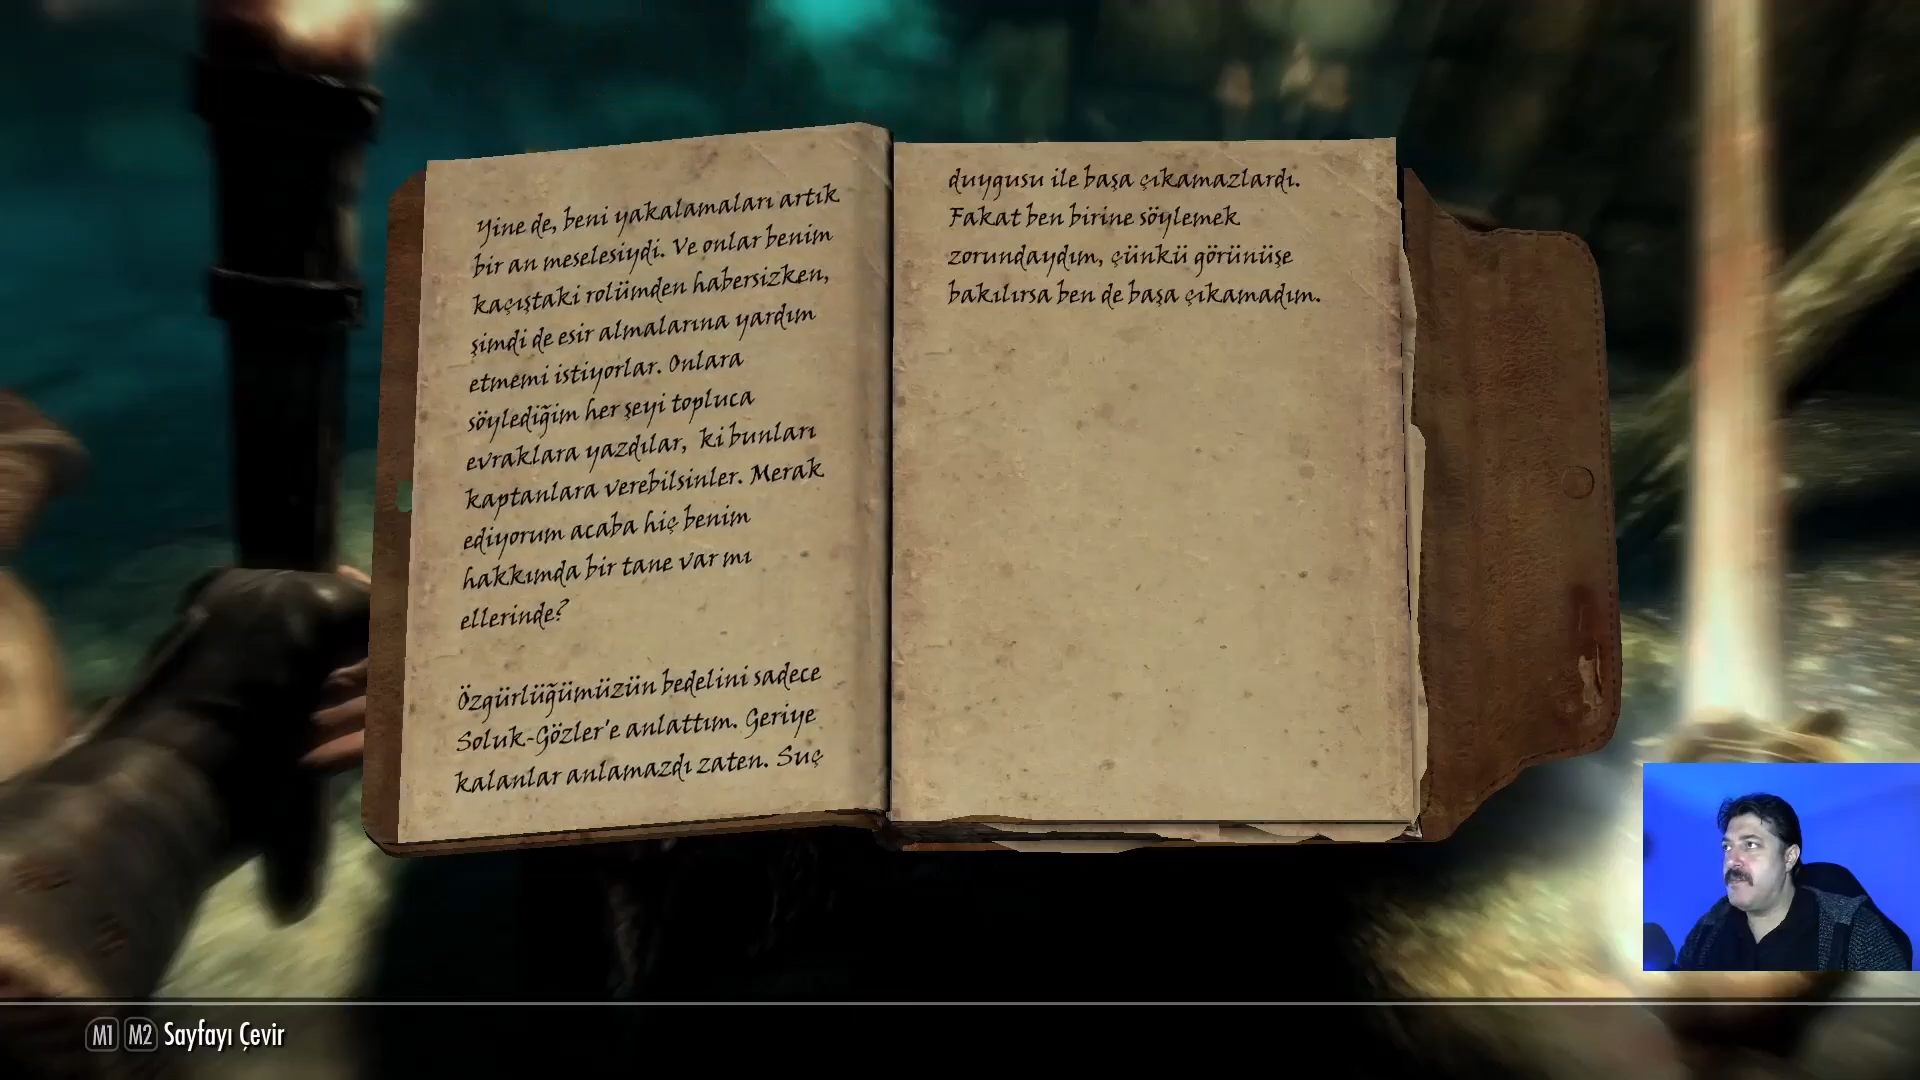 Yine de, beni yakalamaları artık
bir an meselesiydi. Ve onlar benim
kaçıştaki rolümden habersizken,
şimdi de esir almalarına yardım
etmemi istiyorlar. Onlara
söylediğim her şeyi topluca
evraklara yazdılar, ki bunları
kaptanlara verebilsinler. Merak
ediyorum acaba hiç benim
hakkımda bir tane var mı
ellerinde?
Özgürlüğümüzün bedelini sadece
Soluk-Gözler'e anlattım. Geriye
kalanlar anlamazdı zaten. Suç
duygusu ile başa çıkamazlardı.
Fakat ben birine söylemek
zorundaydım, çünkü görünüşe
bakılırsa ben de başa çıkamadım.
M1 M2 Sayfayı Çevir